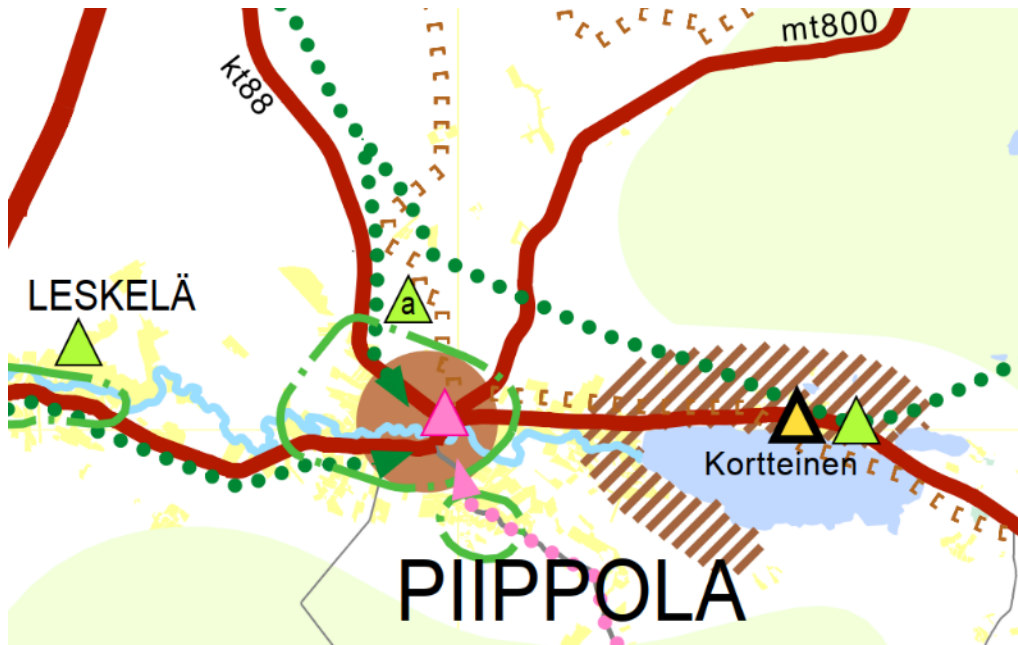 mt800
kt88
LESKELÄ
a
Kortteinen
PIIPPOLA